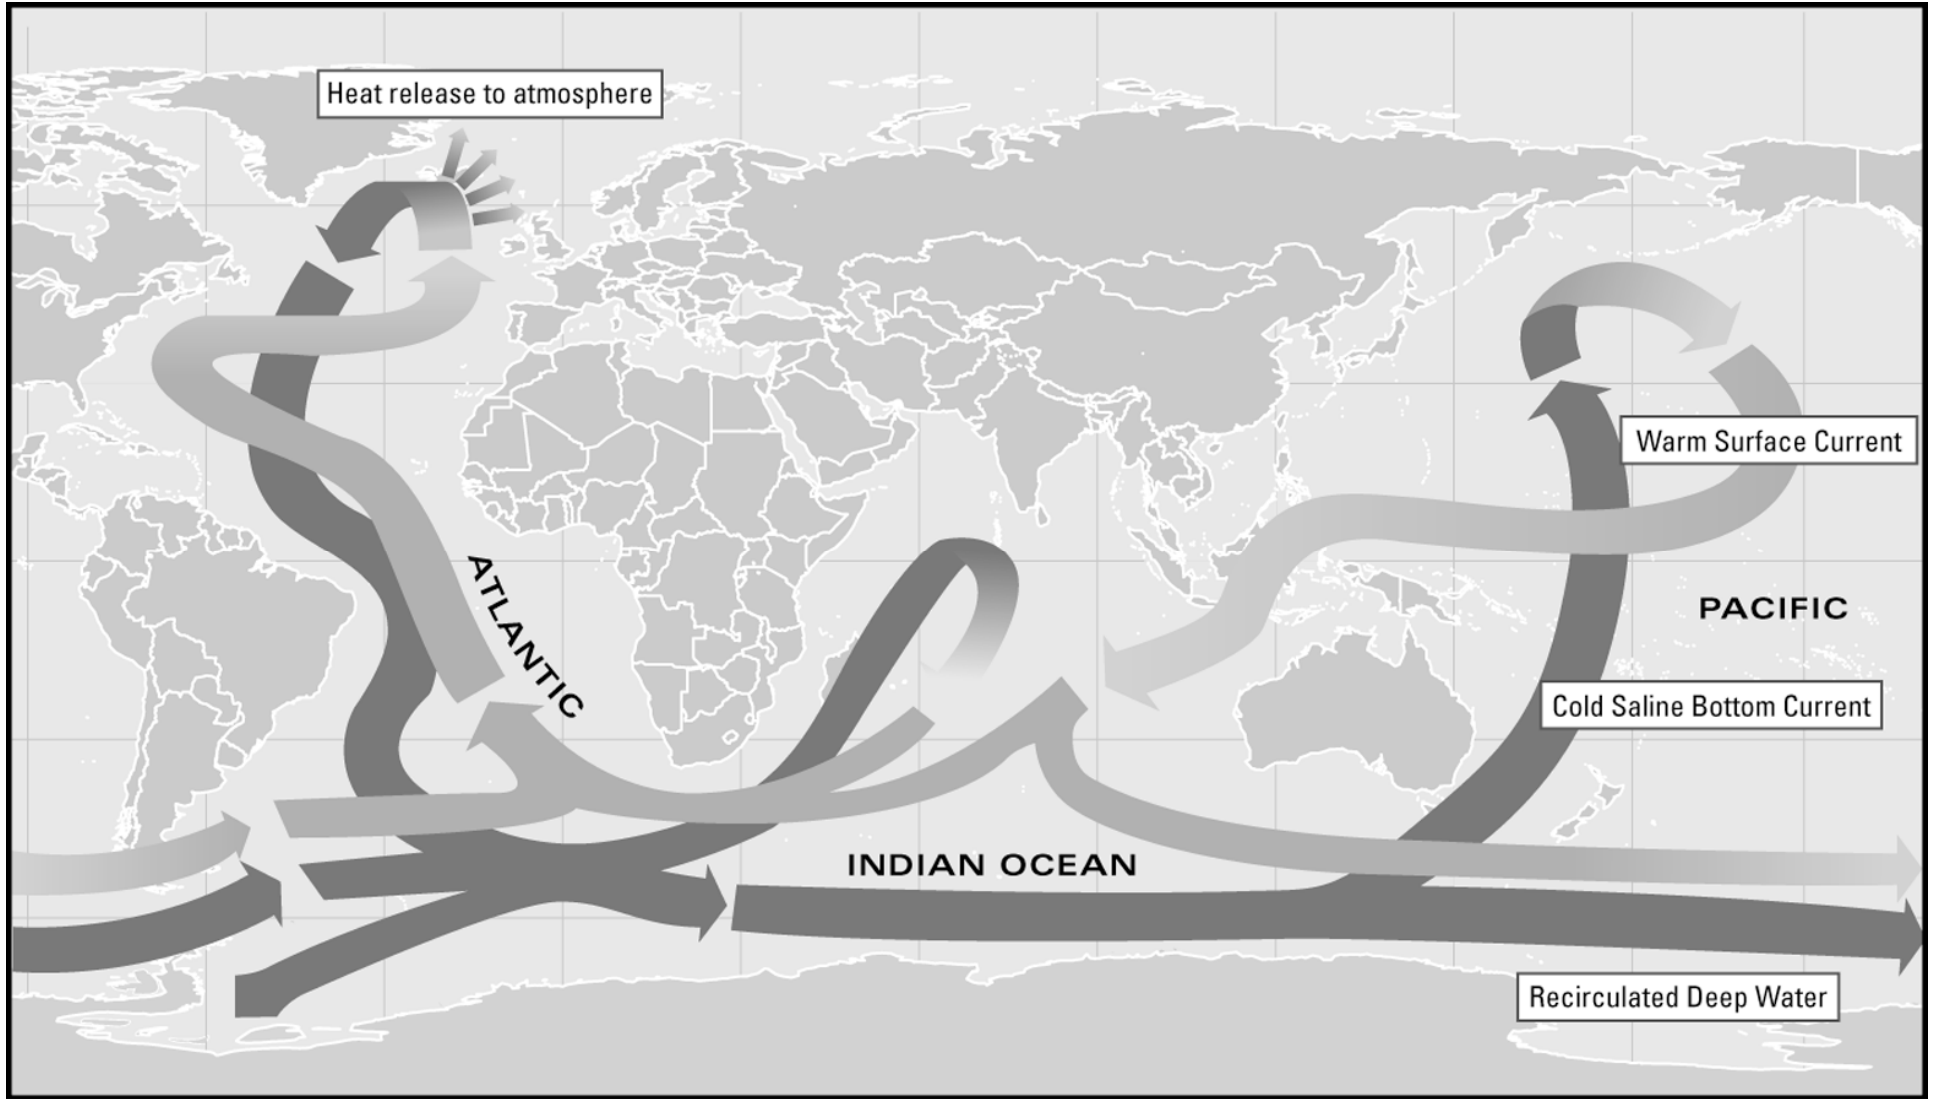 Heat release to atmosphere
Warm Surface Current
ATLANTIC
PACIFIC
Cold Saline Bottom Current
INDIAN OCEAN
Recirculated Deep Water